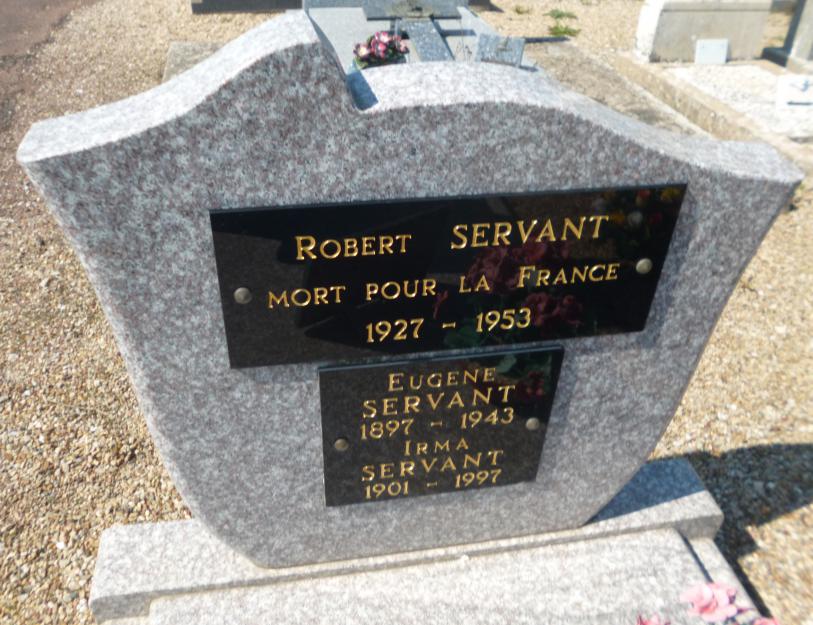 ROBERT SERVANT
MORT POUR LA FRANCE
1927 - 1953
EUGENE
SERVANT
1897 - 1943
IRMA
SERVANT
1901 - 1997